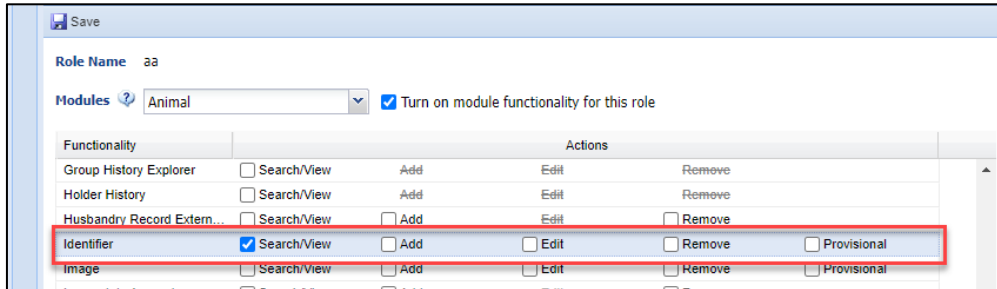 Save
Role Name aa
Modules Animal Turn on module functionality for this role
Functionality Actions
Group History Explorer Search/View Add Edit Remove
Holder History Search/View Add Edit Remove
Husbandry Record Extern... Search/View Add Edit Remove
Identifier Search/View Add Edit Remove Provisional
Image Search/View Add Edit Remove Provisional